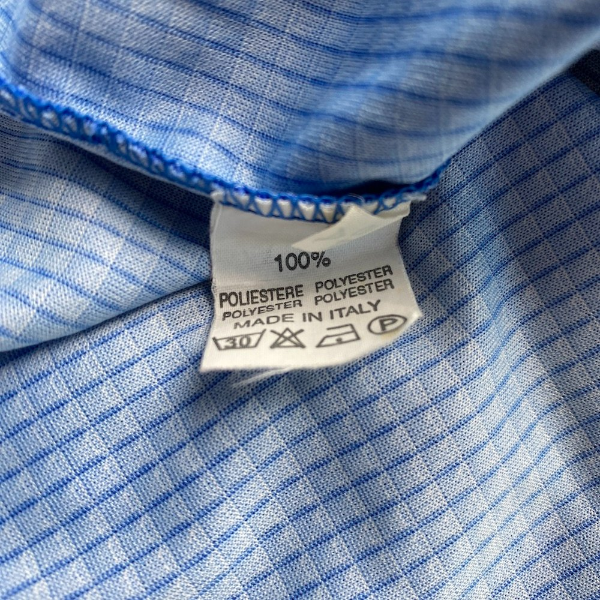 100%
POLIESTERE POLYESTER
POLYESTER POLYESTER
MADE IN ITALY
30 P